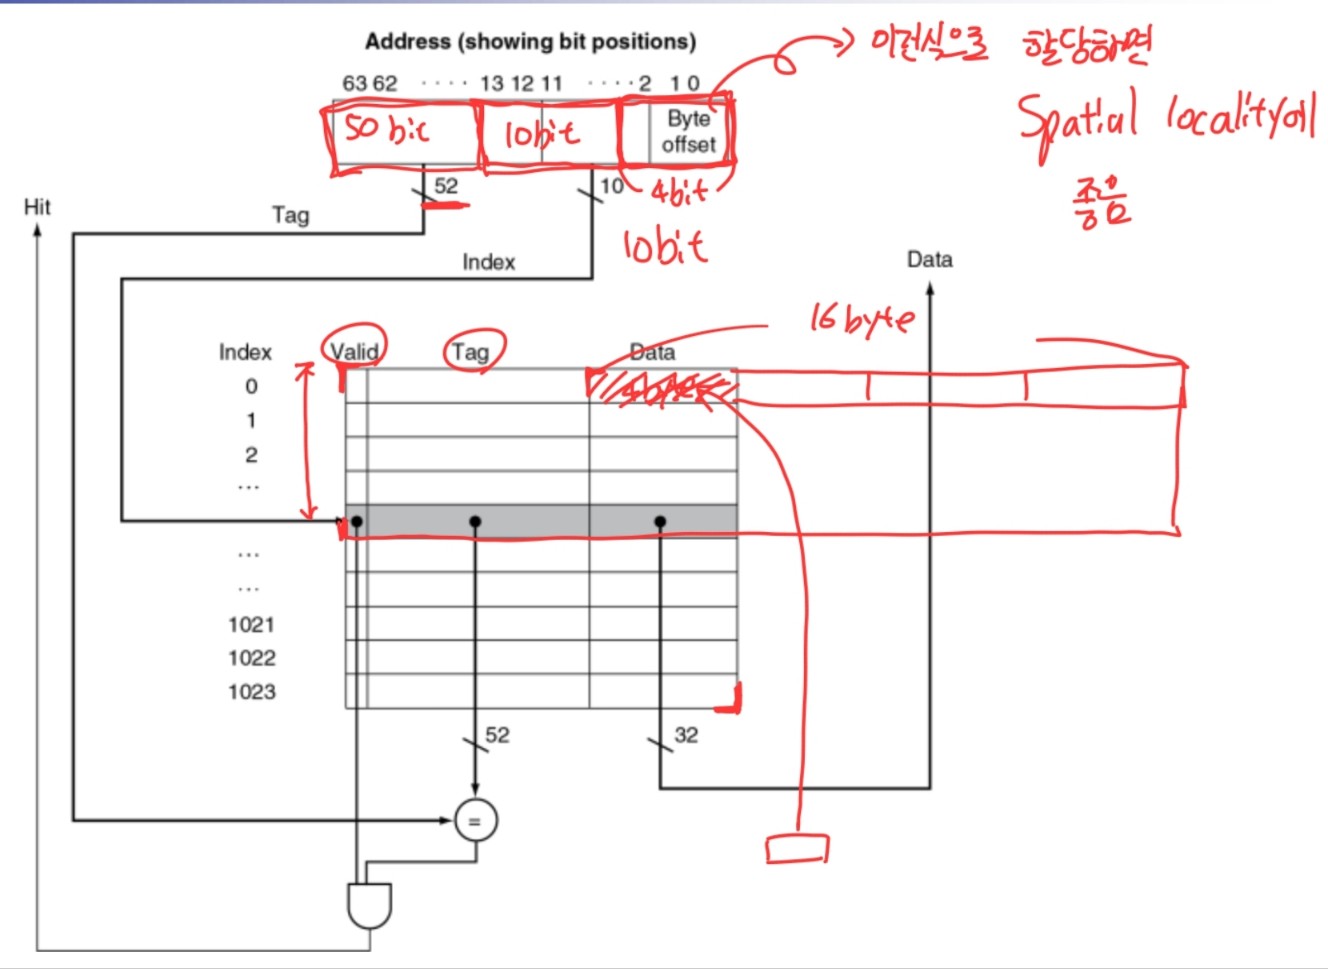 Address (showing bit positions)
이런식으로 할당하면
63 62 · · · · 13 12 11 · · · · 2 1 0
50 bit
10bit
Byte
offset
Spatial locality에
좋음
52
10
4bit
Hit
Tag
10bit
Index
Data
16 byte
Index
Valid
Tag
Data
0
4byte
1
2
...
...
...
1021
1022
1023
52
32
=